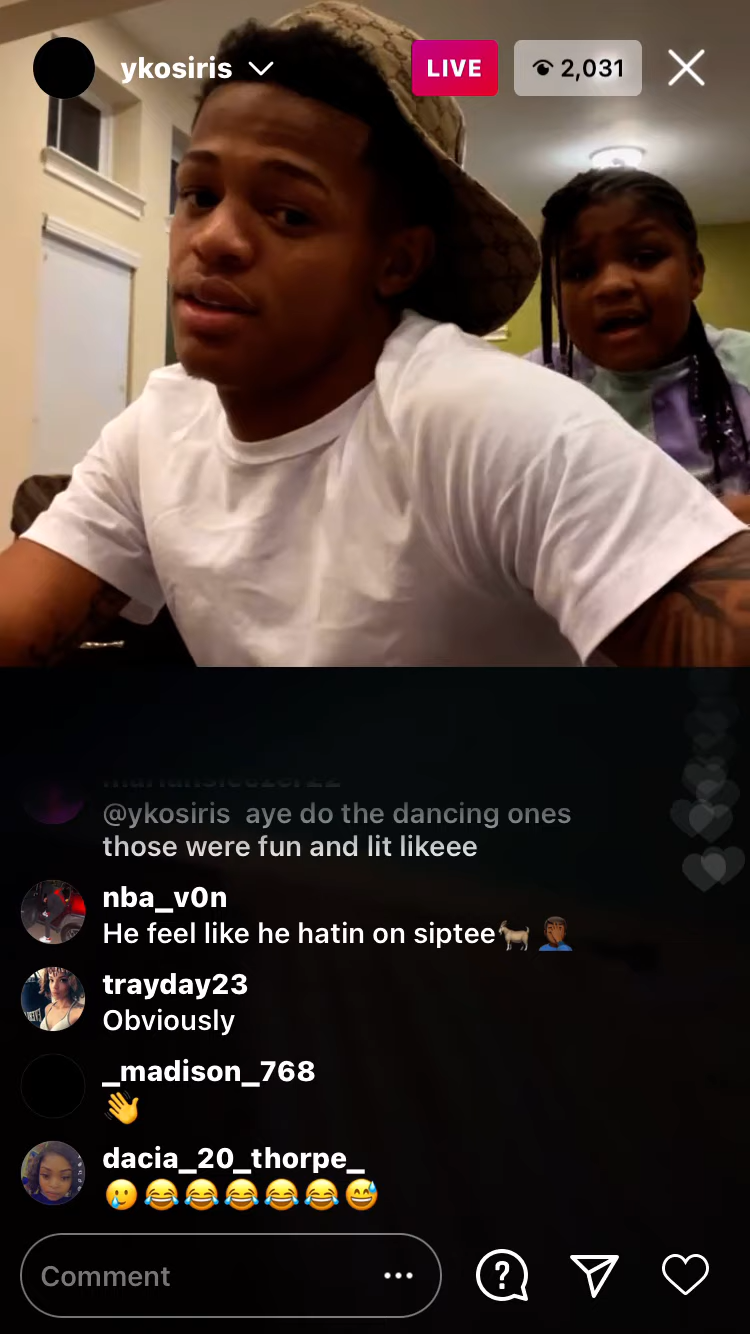 ykosiris
LIVE
2,031
@ykosiris aye do the dancing ones
those were fun and lit likeee
nba_v0n
He feel like he hatin on siptee🐐 🤦🏾‍♂️
trayday23
Obviously
_madison_768
👋
dacia_20_thorpe_
🥲😂😂😂😂😂😅
Comment